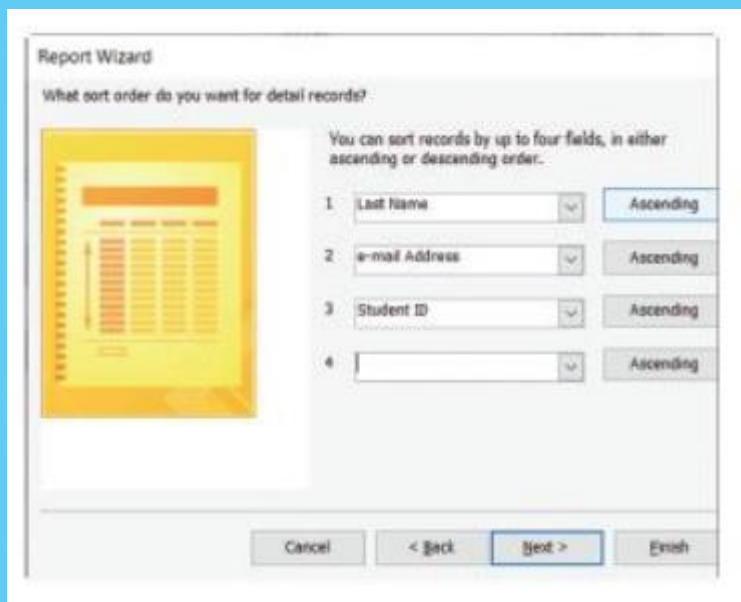 Report Wizard
What sort order do you want for detail records?
You can sort records by up to four fields, in either
ascending or descending order.
1 Last Name Ascending
2 e-mail Address Ascending
3 Student ID Ascending
4 Ascending
Cancel < Back Next > Finish